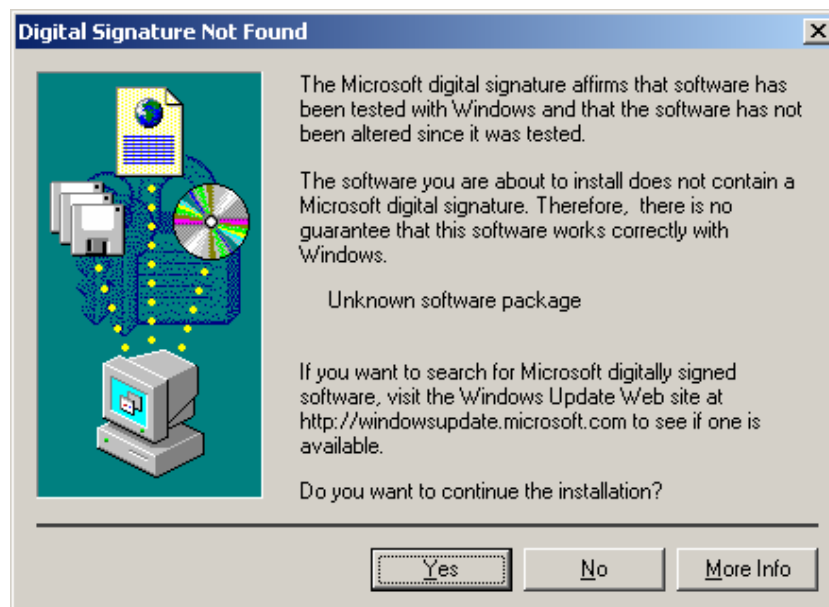 Digital Signature Not Found
The Microsoft digital signature affirms that software has
been tested with Windows and that the software has not
been altered since it was tested.
The software you are about to install does not contain a
Microsoft digital signature. Therefore,  there is no
guarantee that this software works correctly with
Windows.
Unknown software package
If you want to search for Microsoft digitally signed
software, visit the Windows Update Web site at
http://windowsupdate.microsoft.com to see if one is
available.
Do you want to continue the installation?
Yes No More Info